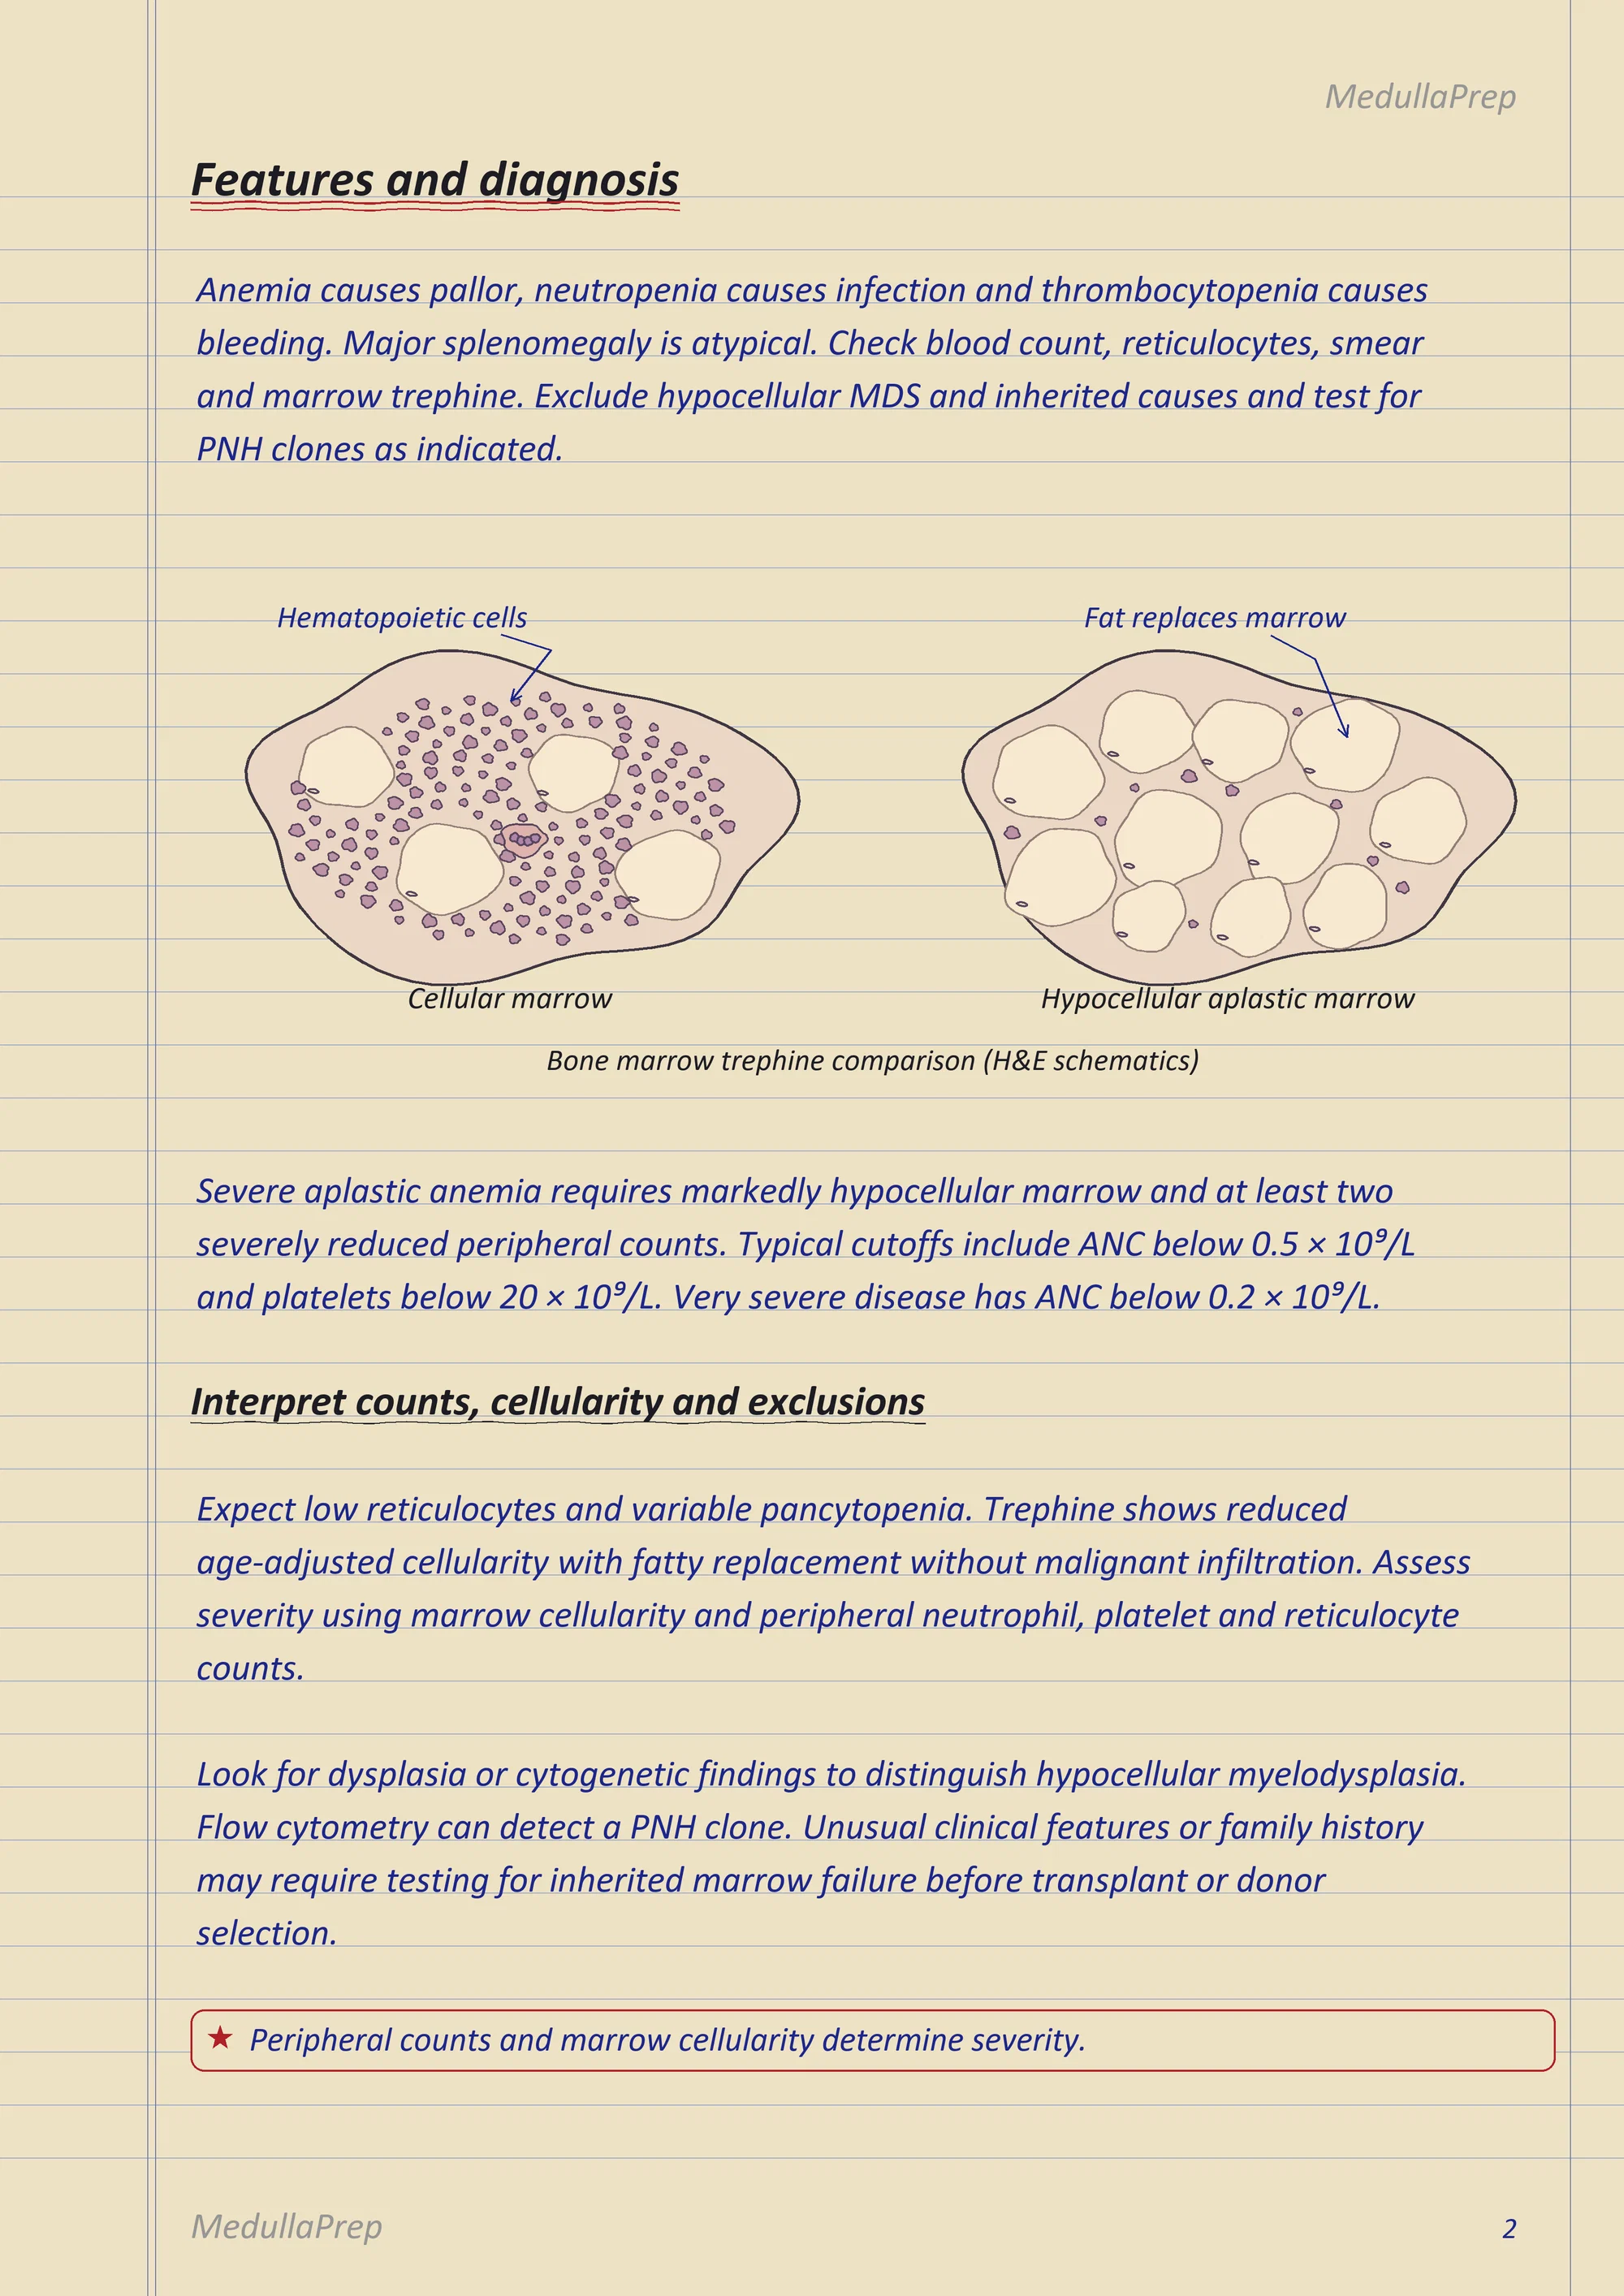 MedullaPrep
Features and diagnosis
Anemia causes pallor, neutropenia causes infection and thrombocytopenia causes
bleeding. Major splenomegaly is atypical. Check blood count, reticulocytes, smear
and marrow trephine. Exclude hypocellular MDS and inherited causes and test for
PNH clones as indicated.
Hematopoietic cells
Fat replaces marrow
Cellular marrow
Hypocellular aplastic marrow
Bone marrow trephine comparison (H&E schematics)
Severe aplastic anemia requires markedly hypocellular marrow and at least two
severely reduced peripheral counts. Typical cutoffs include ANC below 0.5 × 10⁹/L
and platelets below 20 × 10⁹/L. Very severe disease has ANC below 0.2 × 10⁹/L.
Interpret counts, cellularity and exclusions
Expect low reticulocytes and variable pancytopenia. Trephine shows reduced
age-adjusted cellularity with fatty replacement without malignant infiltration. Assess
severity using marrow cellularity and peripheral neutrophil, platelet and reticulocyte
counts.
Look for dysplasia or cytogenetic findings to distinguish hypocellular myelodysplasia.
Flow cytometry can detect a PNH clone. Unusual clinical features or family history
may require testing for inherited marrow failure before transplant or donor
selection.
★ Peripheral counts and marrow cellularity determine severity.
MedullaPrep
2